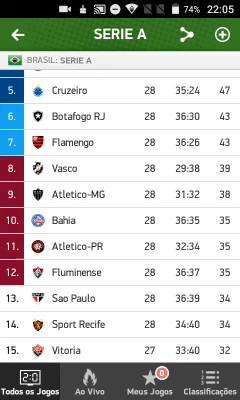 74% 22:05
SERIE A
BRASIL: SERIE A
5. Cruzeiro 28 35:24 47
6. Botafogo RJ 28 36:30 43
7. Flamengo 28 36:26 43
8. Vasco 28 29:38 39
9. Atletico-MG 28 31:32 38
10. Bahia 28 36:35 35
11. Atletico-PR 28 32:34 35
12. Fluminense 28 36:37 35
13. Sao Paulo 28 36:39 34
14. Sport Recife 28 34:40 34
15. Vitoria 27 33:40 32
2:0 0
Todos os Jogos Ao Vivo Meus Jogos Classificações